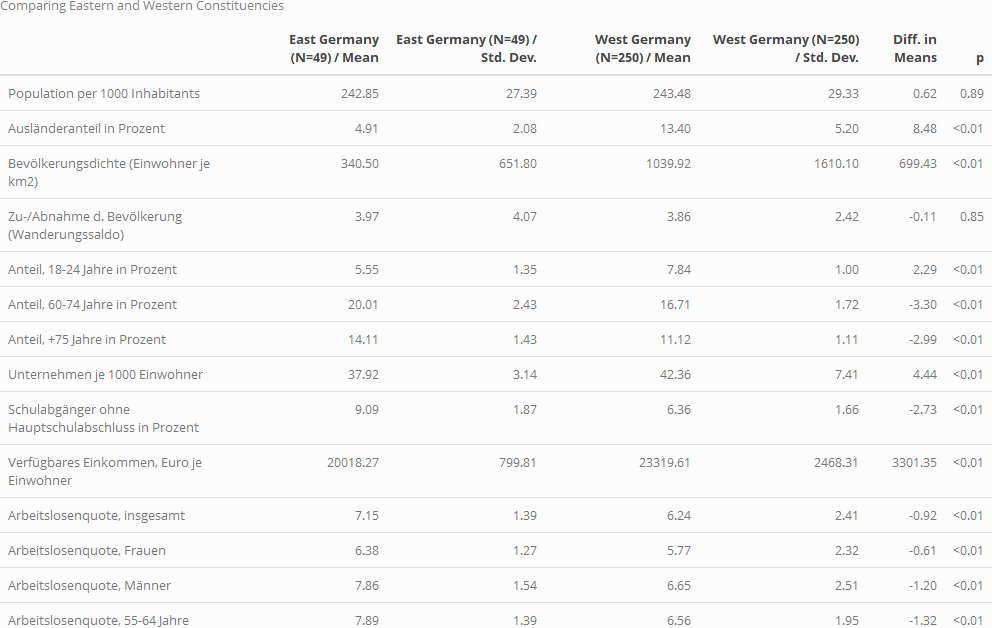 Comparing Eastern and Western Constituencies
East Germany East Germany (N=49) / West Germany West Germany (N=250) Diff. in
(N=49) / Mean Std. Dev. (N=250) / Mean / Std. Dev. Means p
Population per 1000 Inhabitants 242.85 27.39 243.48 29.33 0.62 0.89
Ausländeranteil in Prozent 4.91 2.08 13.40 5.20 8.48 <0.01
Bevölkerungsdichte (Einwohner je 340.50 651.80 1039.92 1610.10 699.43 <0.01
km2)
Zu-/Abnahme d. Bevölkerung 3.97 4.07 3.86 2.42 -0.11 0.85
(Wanderungssaldo)
Anteil, 18-24 Jahre in Prozent 5.55 1.35 7.84 1.00 2.29 <0.01
Anteil, 60-74 Jahre in Prozent 20.01 2.43 16.71 1.72 -3.30 <0.01
Anteil, +75 Jahre in Prozent 14.11 1.43 11.12 1.11 -2.99 <0.01
Unternehmen je 1000 Einwohner 37.92 3.14 42.36 7.41 4.44 <0.01
Schulabgänger ohne 9.09 1.87 6.36 1.66 -2.73 <0.01
Hauptschulabschluss in Prozent
Verfügbares Einkommen, Euro je 20018.27 799.81 23319.61 2468.31 3301.35 <0.01
Einwohner
Arbeitslosenquote, insgesamt 7.15 1.39 6.24 2.41 -0.92 <0.01
Arbeitslosenquote, Frauen 6.38 1.27 5.77 2.32 -0.61 <0.01
Arbeitslosenquote, Männer 7.86 1.54 6.65 2.51 -1.20 <0.01
Arbeitslosenquote, 55-64 Jahre 7.89 1.39 6.56 1.95 -1.32 <0.01